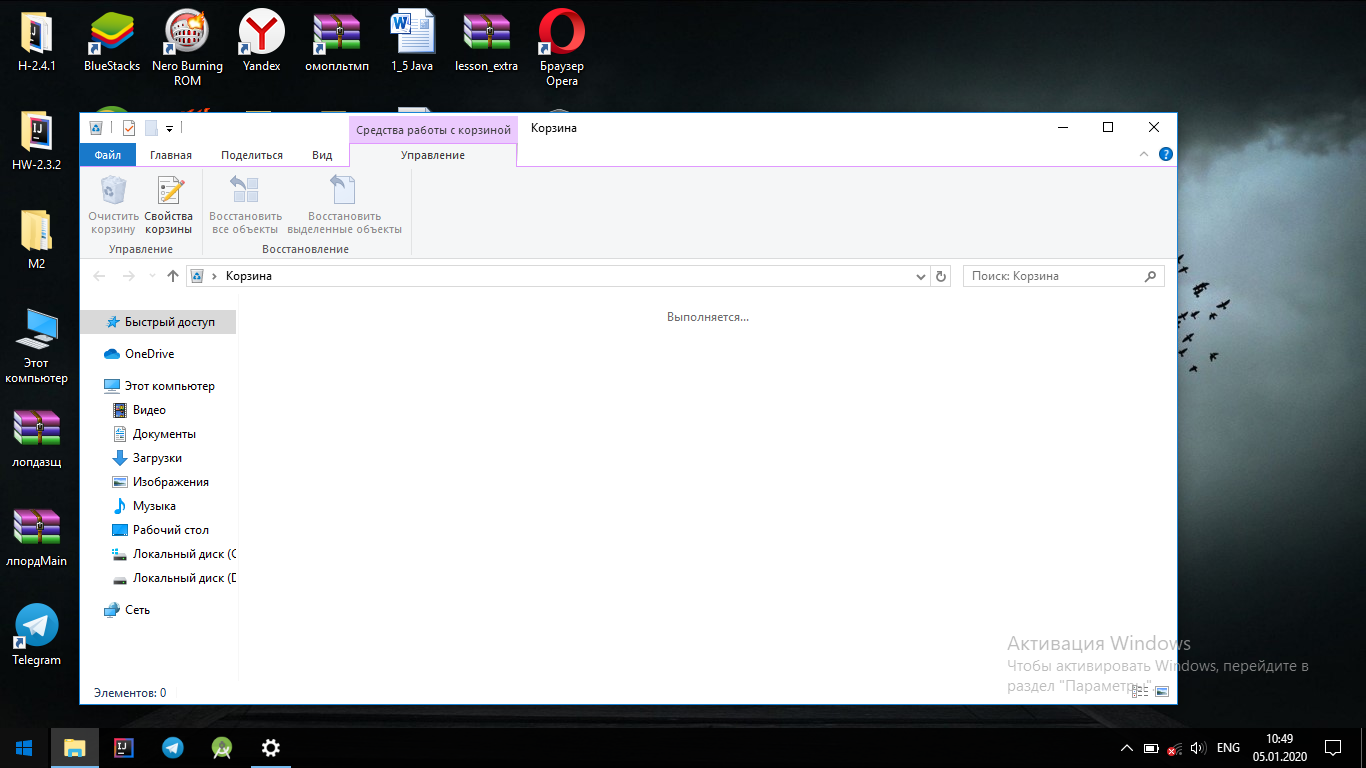 H-2.4.1
BlueStacks
Nero Burning
ROM
Yandex
омопльтмп
1_5 Java
lesson_extra
Браузер
Opera
HW-2.3.2
M2
Этот
компьютер
лопдазщ
лпордMain
Telegram
Средства работы с корзиной
Корзина
Файл
Главная
Поделиться
Вид
Управление
Очистить
корзину
Свойства
корзины
Восстановить
все объекты
Восстановить
выделенные объекты
Управление
Восстановление
Корзина
Поиск: Корзина
Быстрый доступ
OneDrive
Этот компьютер
Видео
Документы
Загрузки
Изображения
Музыка
Рабочий стол
Локальный диск (C
Локальный диск (D
Сеть
Выполняется...
Активация Windows
Чтобы активировать Windows, перейдите в
раздел "Параметры".
Элементов: 0
ENG
10:49
05.01.2020